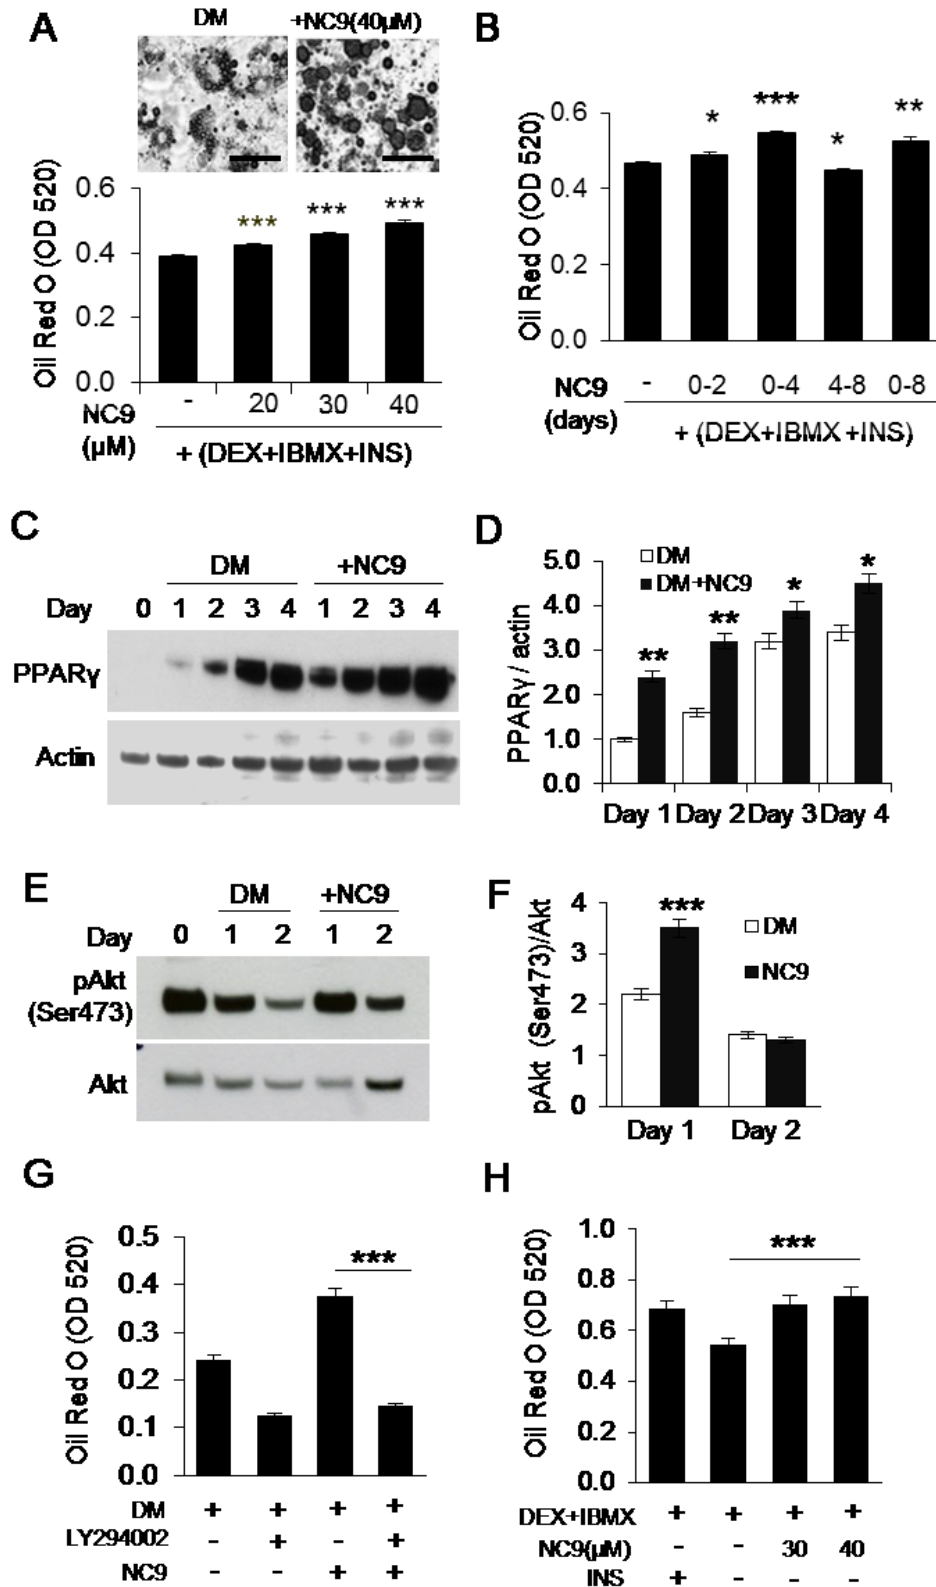 A
DM
+NC9(40µM)
Oil Red O (OD 520)
0.6
0.4
0.2
0.0
***
***
***
NC9
(µM)
- 20 30 40
+ (DEX+IBMX+INS)
B
Oil Red O (OD 520)
0.6
0.4
0.2
0.0
*
***
*
**
NC9
(days)
- 0-2 0-4 4-8 0-8
+ (DEX+IBMX+INS)
C
DM +NC9
Day 0 1 2 3 4 1 2 3 4
PPARγ
Actin
D
PPARγ / actin
5.0
4.0
3.0
2.0
1.0
0.0
DM
DM+NC9
**
**
*
*
Day 1 Day 2 Day 3 Day 4
E
DM +NC9
Day 0 1 2 1 2
pAkt
(Ser473)
Akt
F
pAkt (Ser473)/Akt
4
3
2
1
0
***
DM
NC9
Day 1 Day 2
G
Oil Red O (OD 520)
0.5
0.4
0.3
0.2
0.1
0.0
***
DM + + + +
LY294002 - + - +
NC9 - - + +
H
Oil Red O (OD 520)
1.0
0.8
0.6
0.4
0.2
0.0
***
DEX+IBMX + + + +
NC9(µM) - - 30 40
INS + - - -